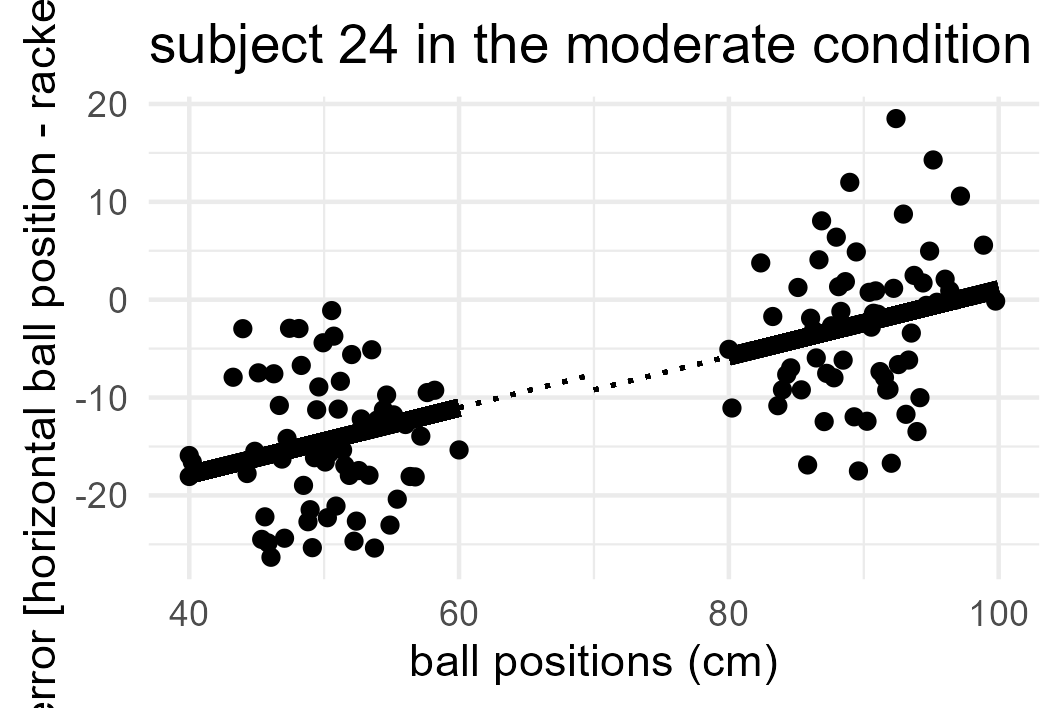 subject 24 in the moderate condition
error [horizontal ball position - racke
20
10
0
-10
-20
40 60 80 100
ball positions (cm)